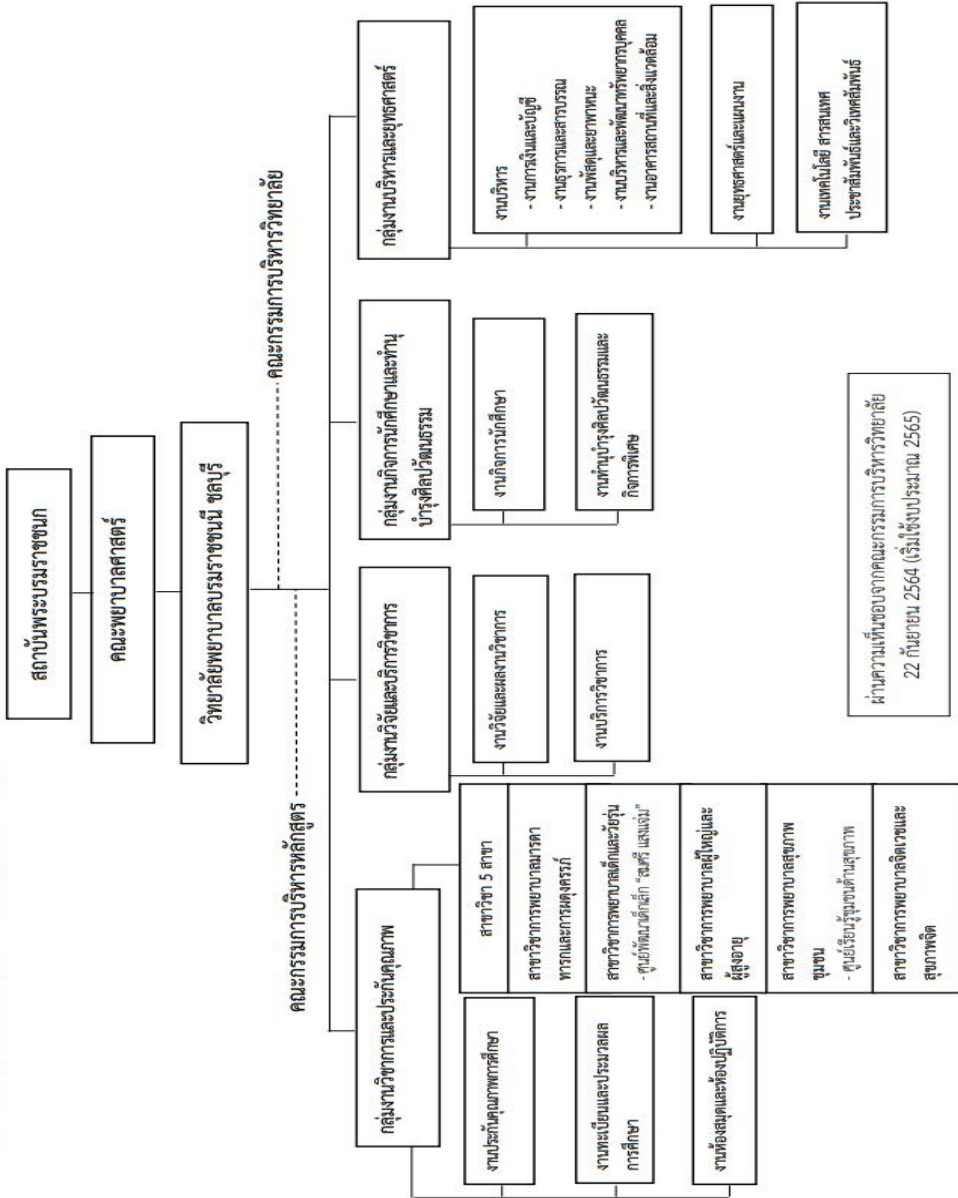 สถาบันพระบรมราชชนก
คณะพยาบาลศาสตร์
วิทยาลัยพยาบาลบรมราชชนนี ชลบุรี
คณะกรรมการบริหารหลักสูตร
คณะกรรมการบริหารวิทยาลัย
กลุ่มงานวิชาการและประกันคุณภาพ
งานประกันคุณภาพการศึกษา
งานทะเบียนและประมวลผล
การศึกษา
งานห้องสมุดและห้องปฏิบัติการ
สาขาวิชา 5 สาขา
สาขาวิชาการพยาบาลมารดา
ทารกและการผดุงครรภ์
สาขาวิชาการพยาบาลเด็กและวัยรุ่น
- ศูนย์พัฒนาเด็กเล็ก "สมศรี แสงแจ่ม"
สาขาวิชาการพยาบาลผู้ใหญ่และ
ผู้สูงอายุ
สาขาวิชาการพยาบาลสุขภาพ
ชุมชน
- ศูนย์เรียนรู้ชุมชนด้านสุขภาพ
สาขาวิชาการพยาบาลจิตเวชและ
สุขภาพจิต
กลุ่มงานวิจัยและบริการวิชาการ
งานวิจัยและผลงานวิชาการ
งานบริการวิชาการ
กลุ่มงานกิจการนักศึกษาและทำนุ
บำรุงศิลปวัฒนธรรม
งานกิจการนักศึกษา
งานทำนุบำรุงศิลปวัฒนธรรมและ
กิจการพิเศษ
กลุ่มงานบริหารและยุทธศาสตร์
งานบริหาร
- งานการเงินและบัญชี
- งานธุรการและสารบรรณ
- งานพัสดุและยาพาหนะ
- งานบริหารและพัฒนาทรัพยากรบุคคล
- งานอาคารสถานที่และสิ่งแวดล้อม
งานยุทธศาสตร์และแผนงาน
งานเทคโนโลยี สารสนเทศ
ประชาสัมพันธ์และวิเทศสัมพันธ์
ผ่านความเห็นชอบจากคณะกรรมการบริหารวิทยาลัย
22 กันยายน 2564 (เริ่มใช้งบประมาณ 2565)